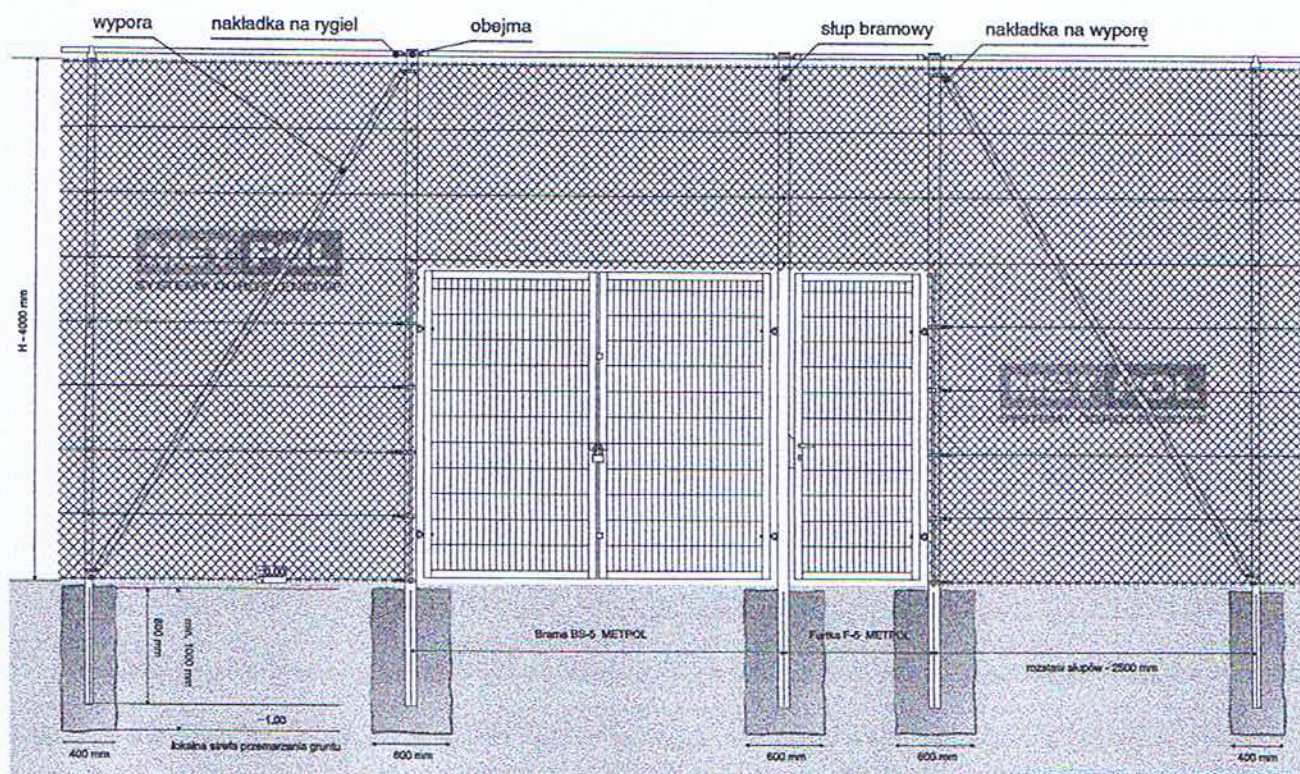 wypora
nakładka na rygiel
obejma
słup bramowy
nakładka na wyporę
H - 4000 mm
0,00
800 mm
min. 1000 mm
Brama BS-5 METPOL
Furtka F-5 METPOL
rozstaw słupów - 2500 mm
-1,00
lokalna strefa przemarzania gruntu
400 mm
600 mm
600 mm
600 mm
400 mm